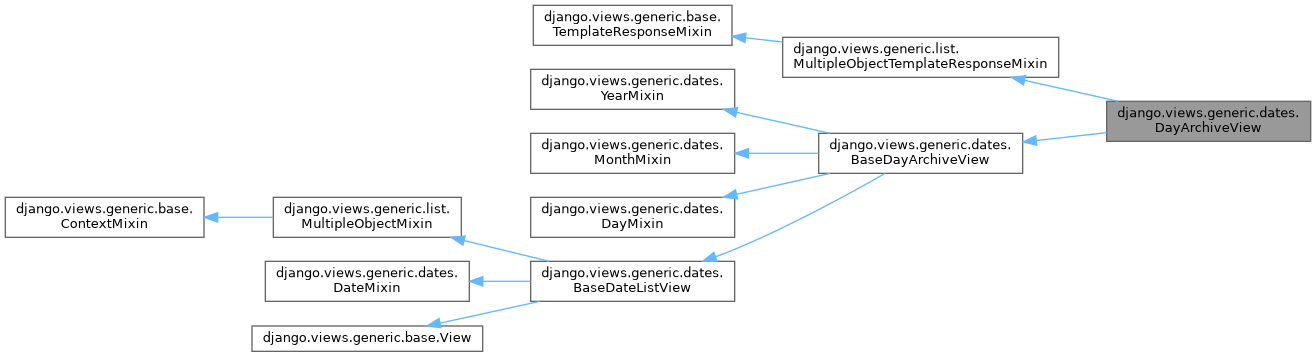 django.views.generic.base.
TemplateResponseMixin
django.views.generic.list.
MultipleObjectTemplateResponseMixin
django.views.generic.dates.
YearMixin
django.views.generic.dates.
DayArchiveView
django.views.generic.dates.
MonthMixin
django.views.generic.dates.
BaseDayArchiveView
django.views.generic.base.
ContextMixin
django.views.generic.list.
MultipleObjectMixin
django.views.generic.dates.
DayMixin
django.views.generic.dates.
DateMixin
django.views.generic.dates.
BaseDateListView
django.views.generic.base.View